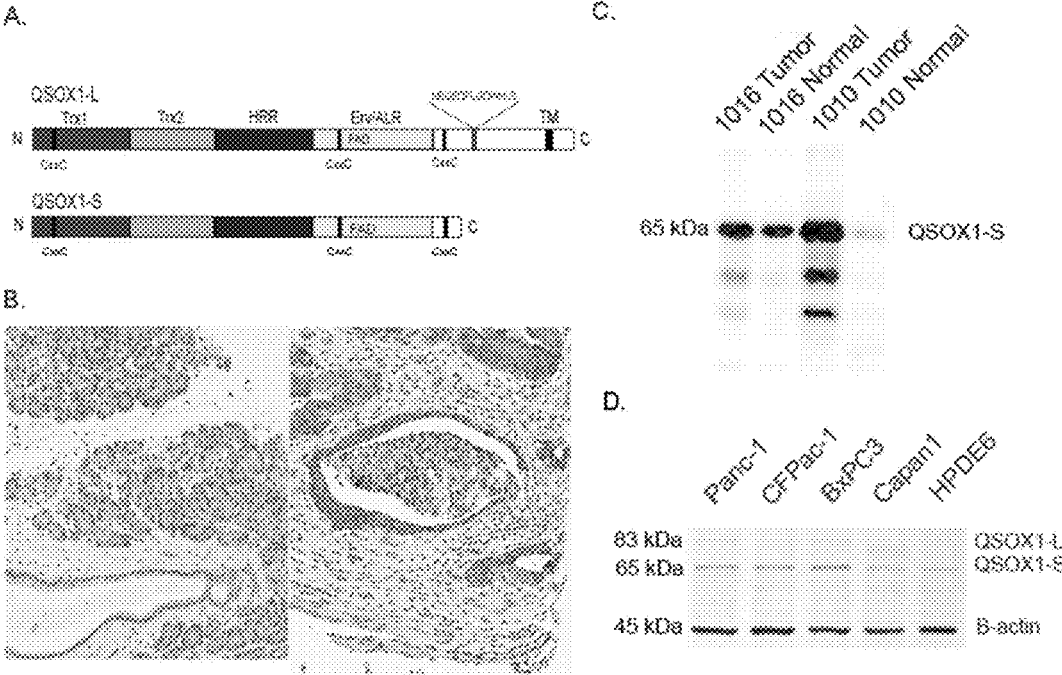 A.
QSOX1-L
Trx1 Trx2 HRR Erv/ALR TM
N FAD C
CxxC CxxC CxxC
QSOX1-S
N FAD C
CxxC CxxC CxxC
B.
C.
1016 Tumor
1016 Normal
1010 Tumor
1010 Normal
65 kDa QSOX1-S
D.
Panc-1
CFPac-1
BxPC3
Capan1
HPDE6
83 kDa QSOX1-L
65 kDa QSOX1-S
45 kDa B-actin